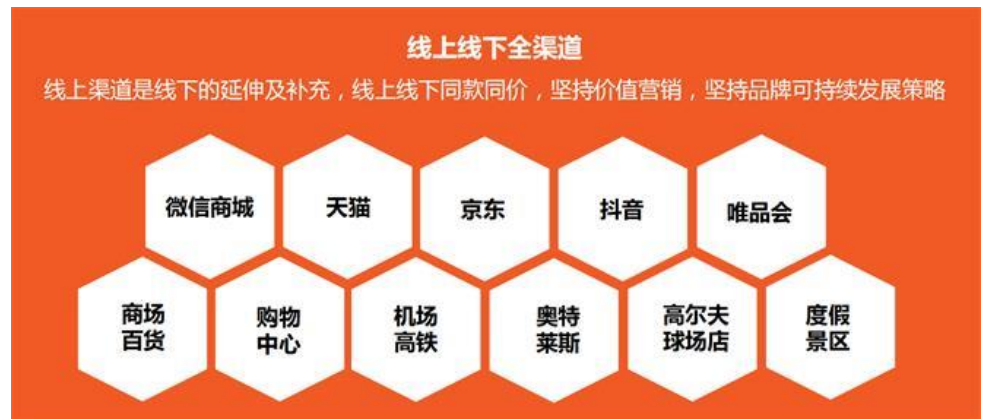 线上线下全渠道
线上渠道是线下的延伸及补充，线上线下同款同价，坚持价值营销，坚持品牌可持续发展策略
微信商城
天猫
京东
抖音
唯品会
商场
百货
购物
中心
机场
高铁
奥特
莱斯
高尔夫
球场店
度假
景区